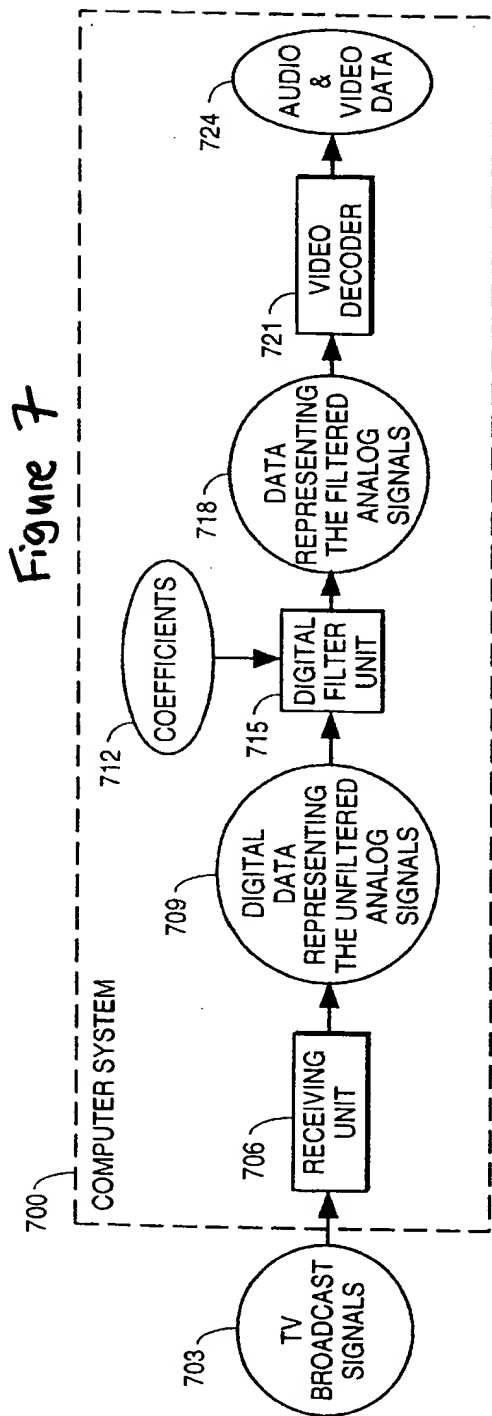 Figure 7
700
COMPUTER SYSTEM
703
TV
BROADCAST
SIGNALS
706
RECEIVING
UNIT
709
DIGITAL
DATA
REPRESENTING
THE UNFILTERED
ANALOG
SIGNALS
712
COEFFICIENTS
715
DIGITAL
FILTER
UNIT
718
DATA
REPRESENTING
THE FILTERED
ANALOG
SIGNALS
721
VIDEO
DECODER
724
AUDIO
&
VIDEO
DATA